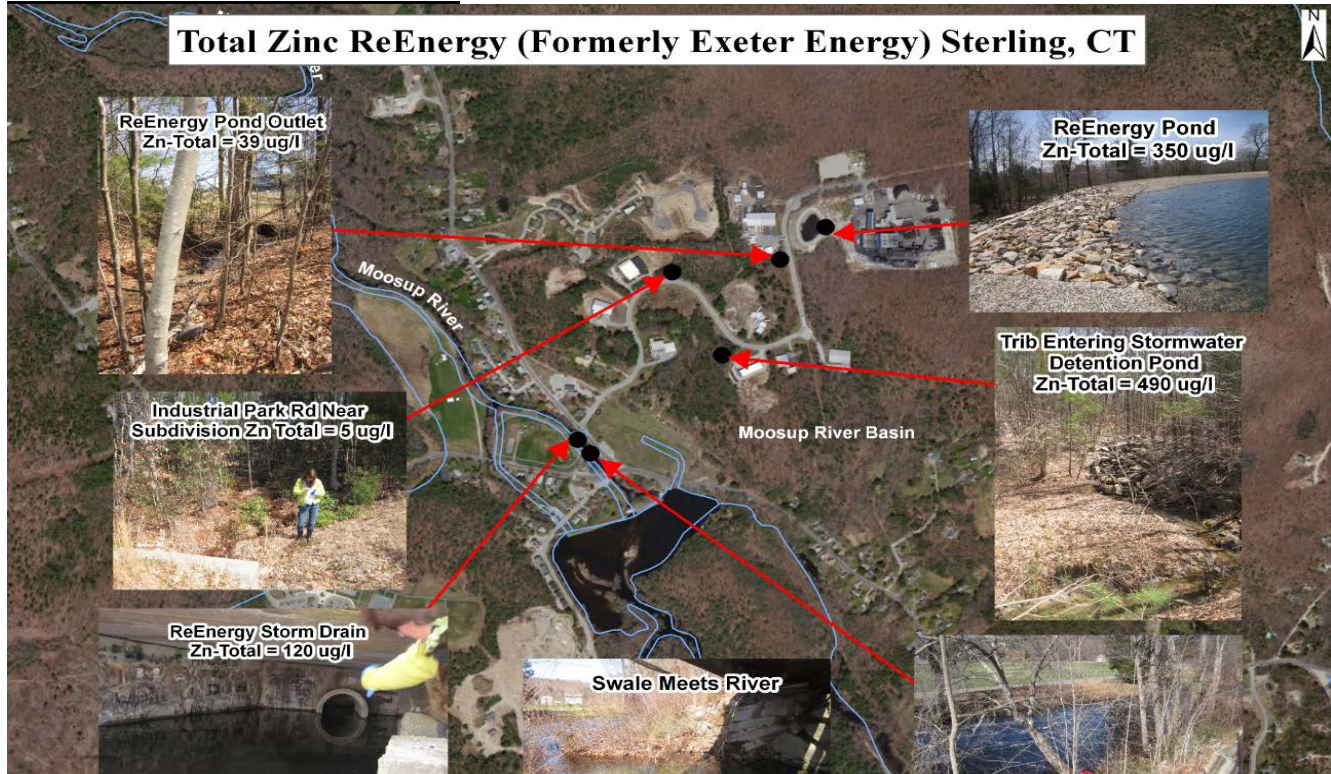 Total Zinc ReEnergy (Formerly Exeter Energy) Sterling, CT
N
ReEnergy Pond Outlet
Zn-Total = 39 ug/l
ReEnergy Pond
Zn-Total = 350 ug/l
Moosup River
Trib Entering Stormwater
Detention Pond
Zn-Total = 490 ug/l
Industrial Park Rd Near
Subdivision Zn Total = 5 ug/l
Moosup River Basin
ReEnergy Storm Drain
Zn-Total = 120 ug/l
Swale Meets River